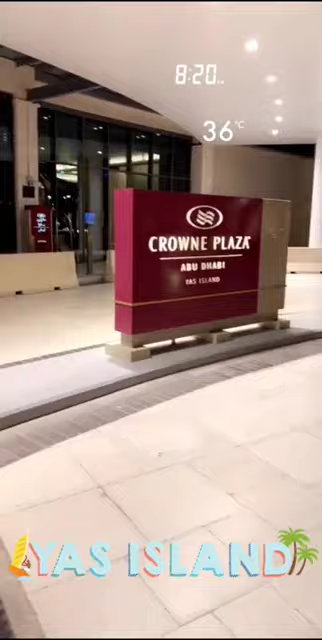 8:20
36°C
CROWNE PLAZA
ABU DHABI
YAS ISLAND
YAS ISLAND